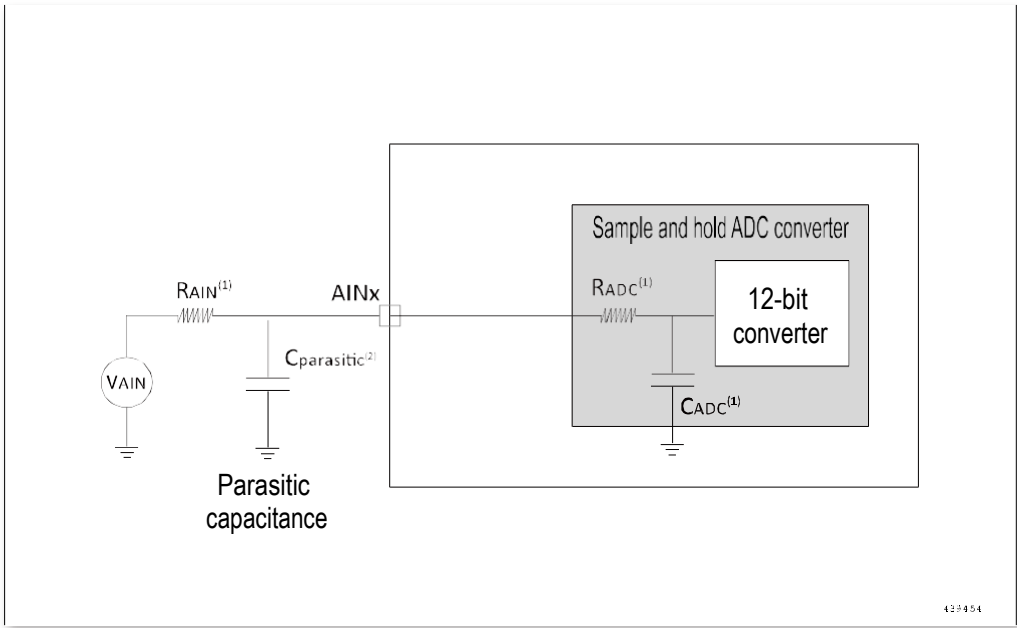 Sample and hold ADC converter
RAIN(1)
AINx
RADC(1)
12-bit
converter
Cparasitic(2)
VAIN
CADC(1)
Parasitic
capacitance
439454